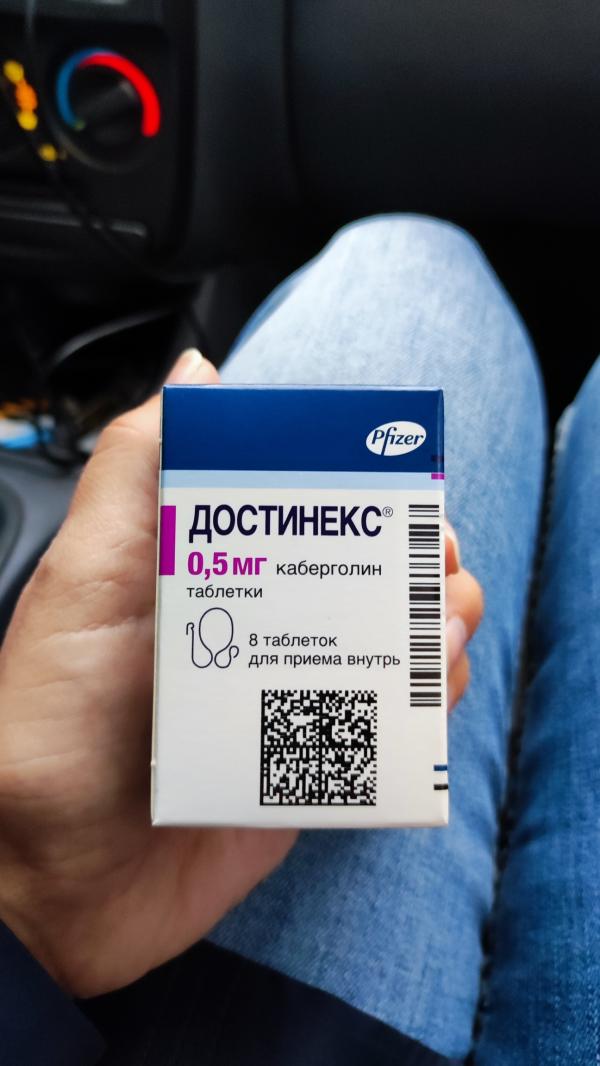 Pfizer
ДОСТИНЕКС®
0,5 мг каберголин
таблетки
8 таблеток
для приема внутрь